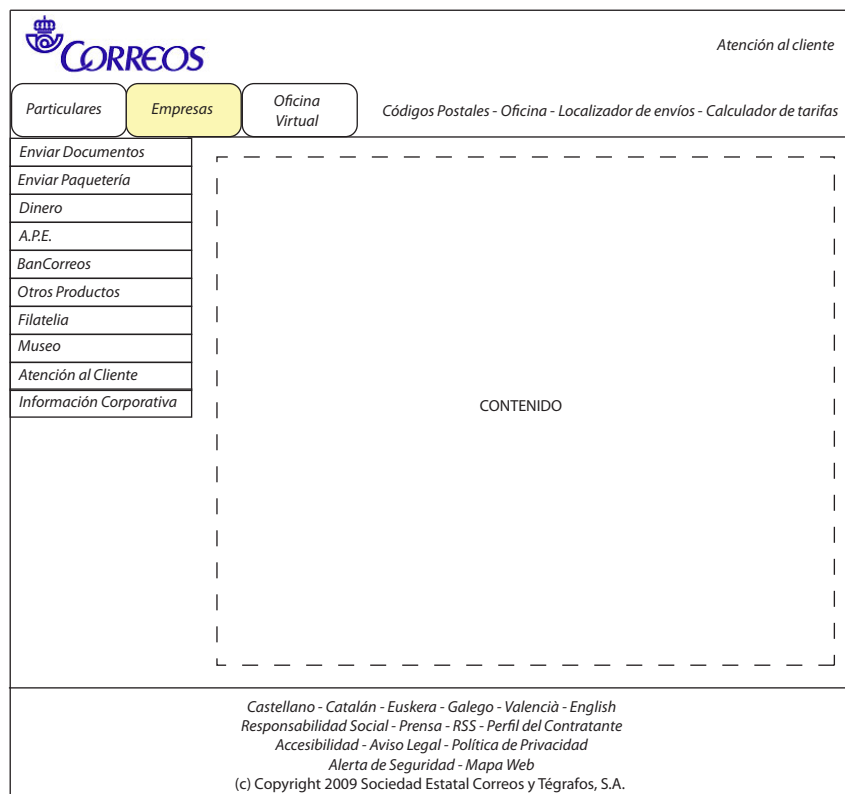 CORREOS
Atención al cliente
Particulares
Empresas
Oficina
Virtual
Códigos Postales - Oficina - Localizador de envíos - Calculador de tarifas
Enviar Documentos
Enviar Paquetería
Dinero
A.P.E.
BanCorreos
Otros Productos
Filatelia
Museo
Atención al Cliente
Información Corporativa
CONTENIDO
Castellano - Catalán - Euskera - Galego - Valencià - English
Responsabilidad Social - Prensa - RSS - Perfil del Contratante
Accesibilidad - Aviso Legal - Política de Privacidad
Alerta de Seguridad - Mapa Web
(c) Copyright 2009 Sociedad Estatal Correos y Tégrafos, S.A.